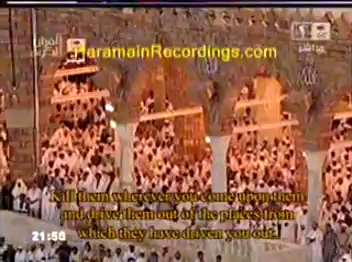 HaramainRecordings.com
مباشر
Kill them wherever you come upon them
and drive them out of the places from
which they have driven you out.
21:50